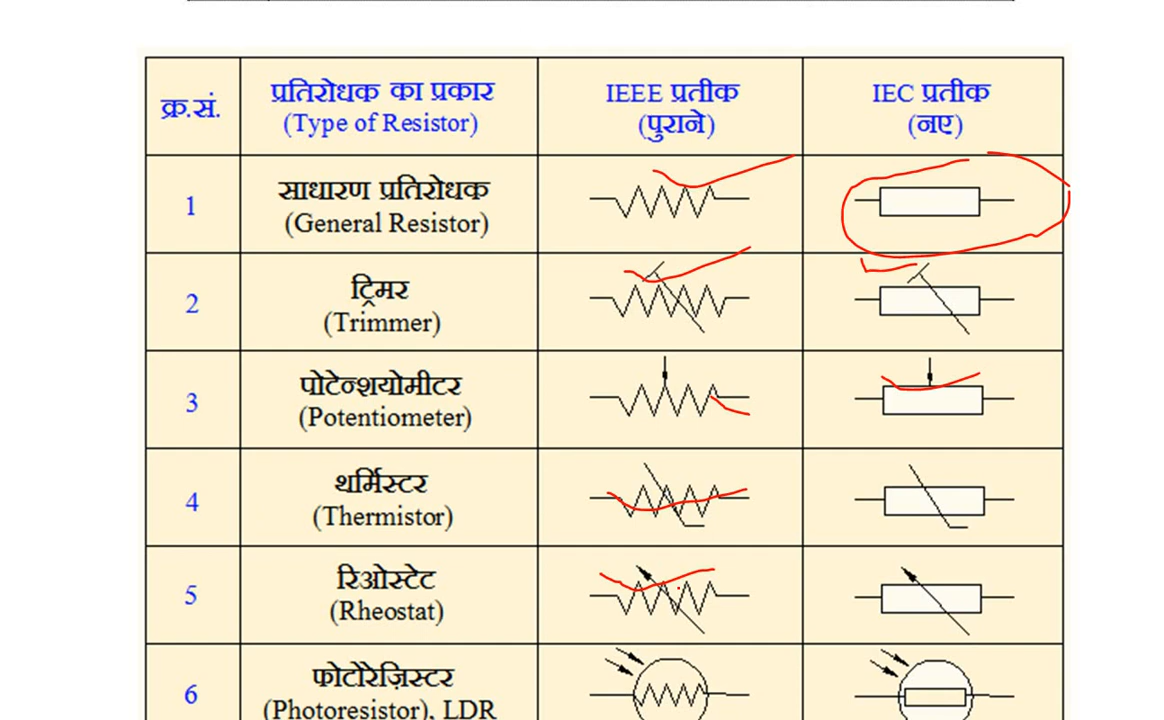 क्र.सं.
प्रतिरोधक का प्रकार
(Type of Resistor)
IEEE प्रतीक
(पुराने)
IEC प्रतीक
(नए)
1
साधारण प्रतिरोधक
(General Resistor)
2
ट्रिमर
(Trimmer)
3
पोटेन्शयोमीटर
(Potentiometer)
4
थर्मिस्टर
(Thermistor)
5
रिओस्टेट
(Rheostat)
6
फोटोरेज़िस्टर
(Photoresistor), LDR